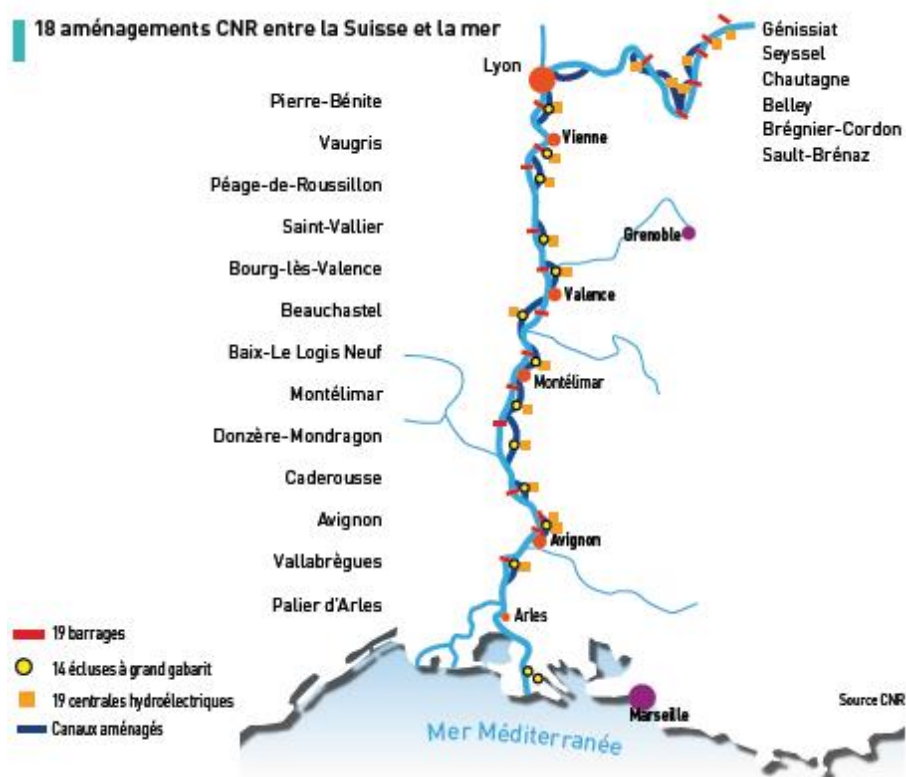 18 aménagements CNR entre la Suisse et la mer
Génissiat
Seyssel
Chautagne
Belley
Brégnier-Cordon
Sault-Brénaz
Lyon
Pierre-Bénite
Vienne
Vaugris
Péage-de-Roussillon
Saint-Vallier
Grenoble
Bourg-lès-Valence
Valence
Beauchastel
Baix-Le Logis Neuf
Montélimar
Montélimar
Donzère-Mondragon
Caderousse
Avignon
Avignon
Vallabrègues
Palier d'Arles
Arles
19 barrages
14 écluses à grand gabarit
19 centrales hydroélectriques
Canaux aménagés
Source CNR
Marseille
Mer Méditerranée